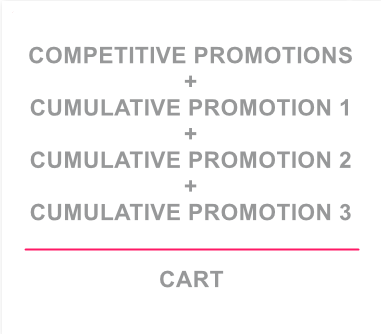 COMPETITIVE PROMOTIONS
+
CUMULATIVE PROMOTION 1
+
CUMULATIVE PROMOTION 2
+
CUMULATIVE PROMOTION 3
CART